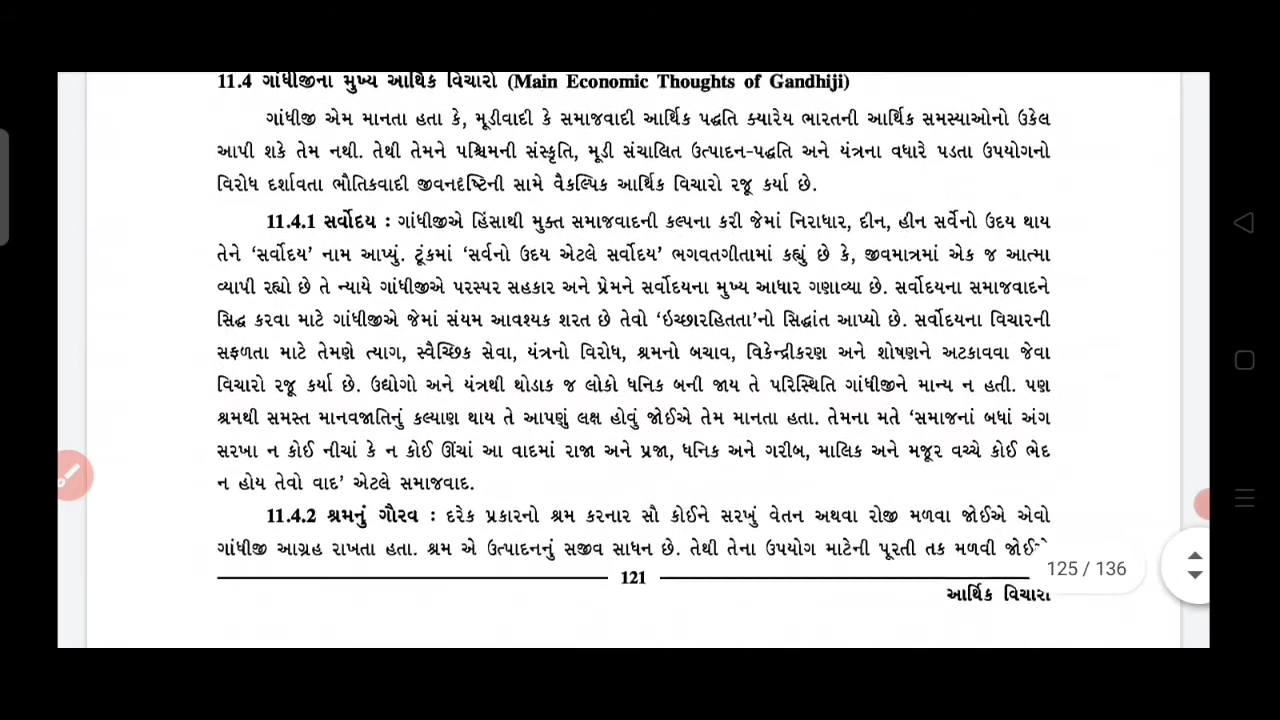 11.4 ગાંધીજીના મુખ્ય આર્થિક વિચારો (Main Economic Thoughts of Gandhiji)
ગાંધીજી એમ માનતા હતા કે, મૂડીવાદી કે સમાજવાદી આર્થિક પદ્ધતિ ક્યારેય ભારતની આર્થિક સમસ્યાઓનો ઉકેલ
આપી શકે તેમ નથી. તેથી તેમને પશ્ચિમની સંસ્કૃતિ, મૂડી સંચાલિત ઉત્પાદન-પદ્ધતિ અને યંત્રના વધારે પડતા ઉપયોગનો
વિરોધ દર્શાવતા ભૌતિકવાદી જીવનદૃષ્ટિની સામે વૈકલ્પિક આર્થિક વિચારો રજૂ કર્યા છે.
11.4.1 સર્વોદય : ગાંધીજીએ હિંસાથી મુક્ત સમાજવાદની કલ્પના કરી જેમાં નિરાધાર, દીન, હીન સર્વેનો ઉદય થાય
તેને ‘સર્વોદય’ નામ આપ્યું. ટૂંકમાં ‘સર્વનો ઉદય એટલે સર્વોદય’ ભગવતગીતામાં કહ્યું છે કે, જીવમાત્રમાં એક જ આત્મા
વ્યાપી રહ્યો છે તે ન્યાયે ગાંધીજીએ પરસ્પર સહકાર અને પ્રેમને સર્વોદયના મુખ્ય આધાર ગણાવ્યા છે. સર્વોદયના સમાજવાદને
સિદ્ધ કરવા માટે ગાંધીજીએ જેમાં સંયમ આવશ્યક શરત છે તેવો ‘ઇચ્છારહિતતા’નો સિદ્ધાંત આપ્યો છે. સર્વોદયના વિચારની
સફળતા માટે તેમણે ત્યાગ, સ્વૈચ્છિક સેવા, યંત્રનો વિરોધ, શ્રમનો બચાવ, વિકેન્દ્રીકરણ અને શોષણને અટકાવવા જેવા
વિચારો રજૂ કર્યા છે. ઉદ્યોગો અને યંત્રથી થોડાક જ લોકો ધનિક બની જાય તે પરિસ્થિતિ ગાંધીજીને માન્ય ન હતી. પણ
શ્રમથી સમસ્ત માનવજાતિનું કલ્યાણ થાય તે આપણું લક્ષ હોવું જોઈએ તેમ માનતા હતા. તેમના મતે ‘સમાજનાં બધાં અંગ
સરખા ન કોઈ નીચાં કે ન કોઈ ઊંચાં આ વાદમાં રાજા અને પ્રજા, ધનિક અને ગરીબ, માલિક અને મજૂર વચ્ચે કોઈ ભેદ
ન હોય તેવો વાદ’ એટલે સમાજવાદ.
11.4.2 શ્રમનું ગૌરવ : દરેક પ્રકારનો શ્રમ કરનાર સૌ કોઈને સરખું વેતન અથવા રોજી મળવા જોઈએ એવો
ગાંધીજી આગ્રહ રાખતા હતા. શ્રમ એ ઉત્પાદનનું સજીવ સાધન છે. તેથી તેના ઉપયોગ માટેની પૂરતી તક મળવી
121
125 / 136
આર્થિક વિચારો